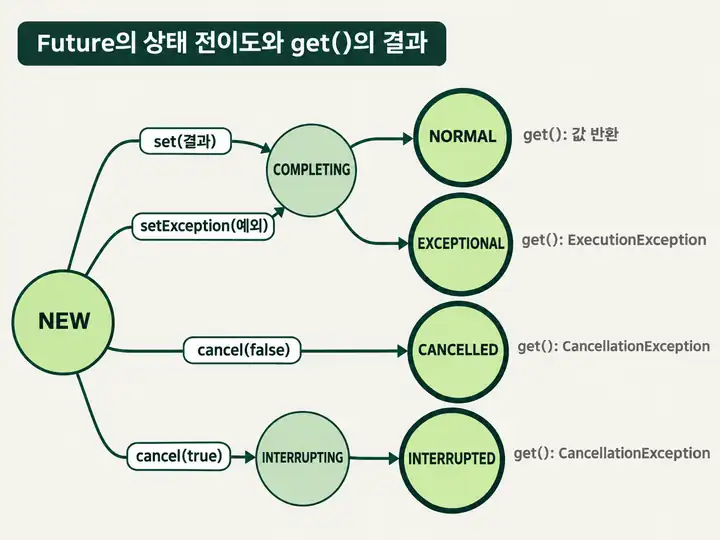 Future의 상태 전이도와 get()의 결과
set(결과)
COMPLETING
NORMAL
get(): 값 반환
setException(예외)
EXCEPTIONAL
get(): ExecutionException
NEW
cancel(false)
CANCELLED
get(): CancellationException
cancel(true)
INTERRUPTING
INTERRUPTED
get(): CancellationException